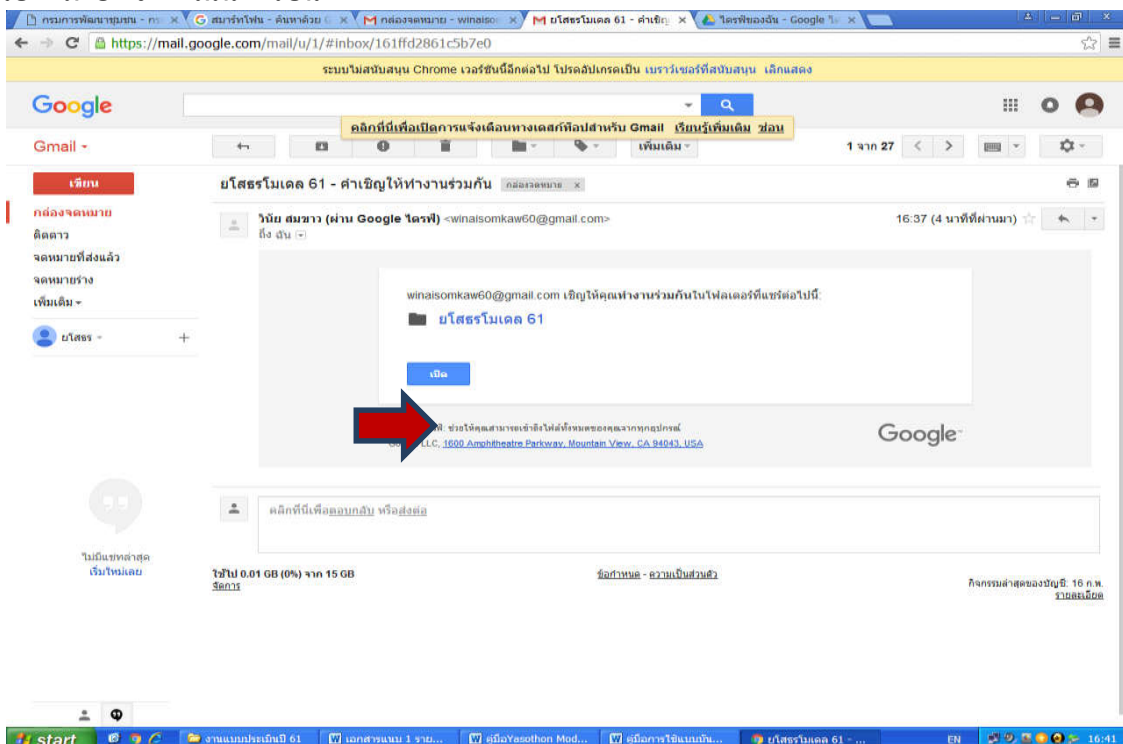 กรมการพัฒนาชุมชน - กร
สมาร์ทโฟน - ค้นหาด้วย G
กล่องจดหมาย - winaison
ยโสธรโมเดล 61 - คำเชิญ
ไดรฟ์ของฉัน - Google ไ
https://mail.google.com/mail/u/1/#inbox/161ffd2861c5b7e0
ระบบไม่สนับสนุน Chrome เวอร์ชันนี้อีกต่อไป โปรดอัปเกรดเป็น เบราว์เซอร์ที่สนับสนุน เลิกแสดง
Google
คลิกที่นี่เพื่อเปิดการแจ้งเตือนทางเดสก์ท็อปสำหรับ Gmail เรียนรู้เพิ่มเติม ซ่อน
Gmail
เพิ่มเติม
1 จาก 27
เขียน
ยโสธรโมเดล 61 - คำเชิญให้ทำงานร่วมกัน
กล่องจดหมาย x
กล่องจดหมาย
ติดดาว
จดหมายที่ส่งแล้ว
จดหมายร่าง
เพิ่มเติม
ยโสธร
วินัย สมขาว (ผ่าน Google ไดรฟ์) <winaisomkaw60@gmail.com>
ถึง ฉัน
16:37 (4 นาทีที่ผ่านมา)
winaisomkaw60@gmail.com เชิญให้คุณทำงานร่วมกันในโฟลเดอร์ที่แชร์ต่อไปนี้:
ยโสธรโมเดล 61
เปิด
ช่วยให้คุณสามารถเข้าถึงไฟล์ทั้งหมดของคุณจากทุกอุปกรณ์
LLC, 1600 Amphitheatre Parkway, Mountain View, CA 94043, USA
Google
คลิกที่นี่เพื่อตอบกลับ หรือส่งต่อ
ไม่มีแชทล่าสุด
เริ่มใหม่เลย
ใช้ไป 0.01 GB (0%) จาก 15 GB
จัดการ
ข้อกำหนด - ความเป็นส่วนตัว
กิจกรรมล่าสุดของบัญชี: 16 ก.พ.
รายละเอียด
start
งานแบบประเมินปี 61
เอกสารแนบ 1 ราย...
คู่มือYasothon Mod...
คู่มือการใช้แบบบัน...
ยโสธรโมเดล 61 - ...
EN
16:41